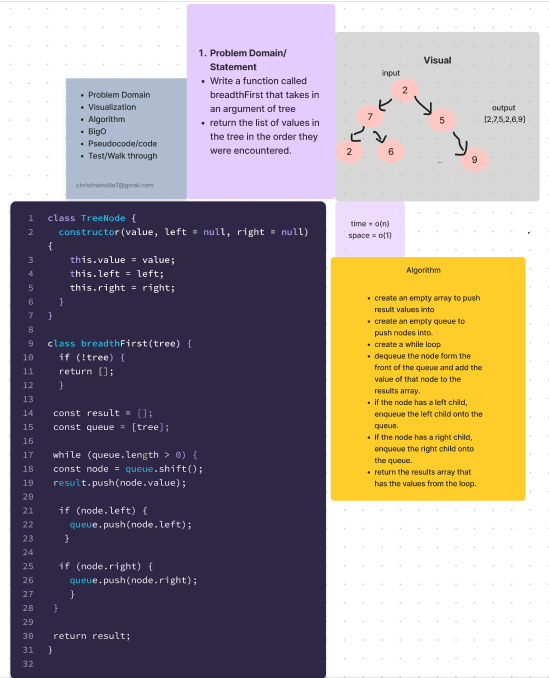 Problem Domain
Visualization
Algorithm
BigO
Pseudocode/code
Test/Walk through
christinaholle7@gmail.com
1. Problem Domain/
Statement
Write a function called
breadthFirst that takes in
an argument of tree
return the list of values in
the tree in the order they
were encountered.
Visual
input
2
7
5
2
6
...
9
output
[2,7,5,2,6,9]
time = o(n)
space = o(1)
Algorithm
create an empty array to push
result values into
create an empty queue to
push nodes into.
create a while loop
dequeue the node form the
front of the queue and add the
value of that node to the
results array.
if the node has a left child,
enqueue the left child onto the
queue.
If the node has a right child,
enqueue the right child onto
the queue.
return the results array that
has the values from the loop.
1 class TreeNode {
2 constructor(value, left = null, right = null)
{
3 this.value = value;
4 this.left = left;
5 this.right = right;
6 }
7 }
8
9 class breadthFirst(tree) {
10 if (!tree) {
11 return [];
12 }
13
14 const result = [];
15 const queue = [tree];
16
17 while (queue.length > 0) {
18 const node = queue.shift();
19 result.push(node.value);
20
21 if (node.left) {
22 queue.push(node.left);
23 }
24
25 if (node.right) {
26 queue.push(node.right);
27 }
28 }
29
30 return result;
31 }
32